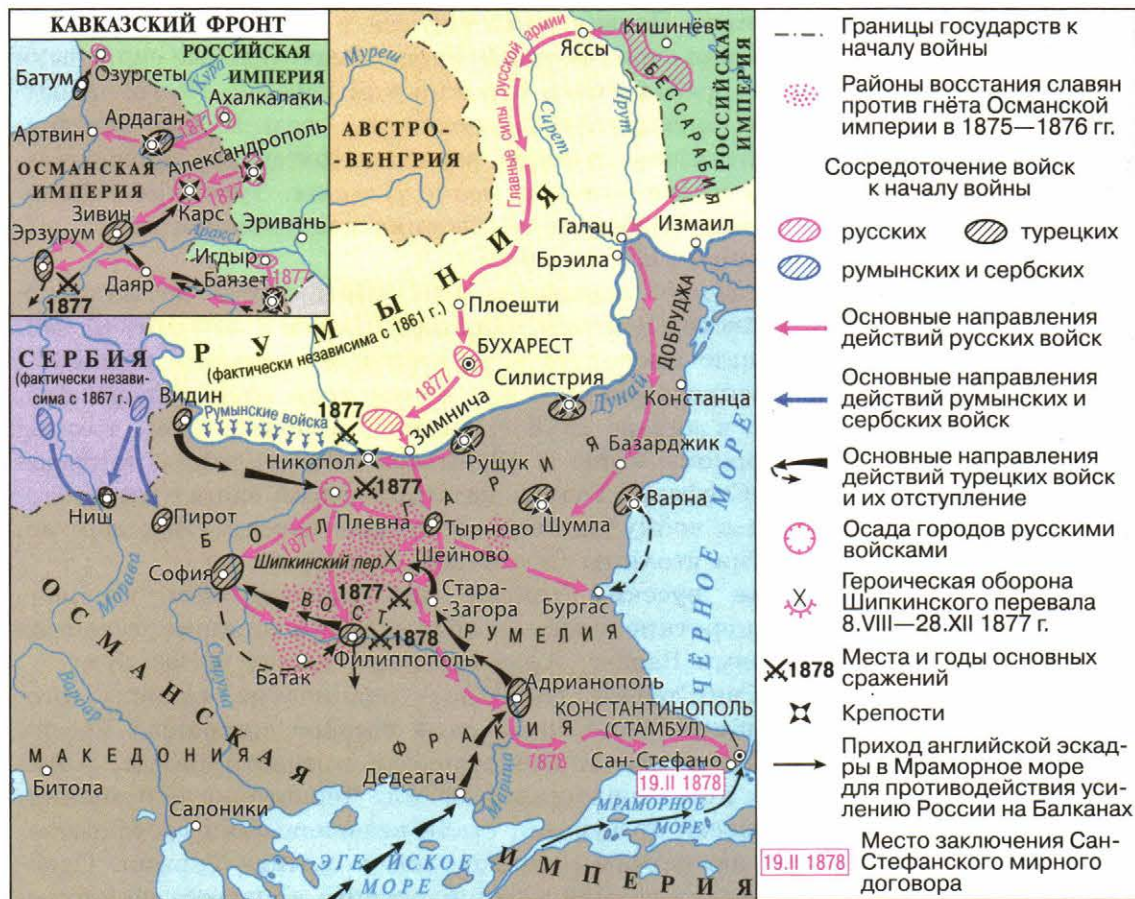 КАВКАЗСКИЙ ФРОНТ
РОССИЙСКАЯ
ИМПЕРИЯ
Батум
Озургеты
Кура
Ахалкалаки
Ардаган
1877
Артвин
Александрополь
ОСМАНСКАЯ
ИМПЕРИЯ
1877
Карс
Зивин
Эрзурум
Эривань
Аракс
Игдыр
Даяр
Баязет
1877
1877
Муреш
АВСТРО-
-ВЕНГРИЯ
Яссы
Кишинёв
БЕССАРАБИЯ
РОССИЙСКАЯ
ИМПЕРИЯ
Главные силы русской армии
Сирет
Прут
Галац
Измаил
Брэила
РУМЫНИЯ
(фактически независима с 1861 г.)
Плоешти
БУХАРЕСТ
Силистрия
ДОБРУДЖА
Дунай
Констанца
СЕРБИЯ
(фактически незави-
сима с 1867 г.)
Видин
Румынские войска
1877
1877
Зимнича
Никопол
Рущук
Базарджик
1877
Варна
Ниш
Пирот
Плевна
Тырново
Шумла
БОЛГАРИЯ
1877
Шейново
Шипкинский пер.
София
1877
Стара-
Загора
Бургас
ВОСТ.
РУМЕЛИЯ
1878
Филиппополь
Батак
Морава
Струма
Вардар
ОСМАНСКАЯ
ИМПЕРИЯ
МАКЕДОНИЯ
Битола
Салоники
Адрианополь
КОНСТАНТИНОПОЛЬ
(СТАМБУЛ)
ФРАКИЯ
1878
Сан-Стефано
19.II 1878
Дедеагач
Марица
МРАМОРНОЕ
МОРЕ
ЭГЕЙСКОЕ
МОРЕ
ЧЁРНОЕ МОРЕ
Границы государств к
началу войны
Районы восстания славян
против гнёта Османской
империи в 1875—1876 гг.
Сосредоточение войск
к началу войны
русских
турецких
румынских и сербских
Основные направления
действий русских войск
Основные направления
действий румынских и
сербских войск
Основные направления
действий турецких войск
и их отступление
Осада городов русскими
войсками
Героическая оборона
Шипкинского перевала
8.VIII—28.XII 1877 г.
1878
Места и годы основных
сражений
Крепости
Приход английской эскад-
ры в Мраморное море
для противодействия уси-
лению России на Балканах
19.II 1878
Место заключения Сан-
Стефанского мирного
договора